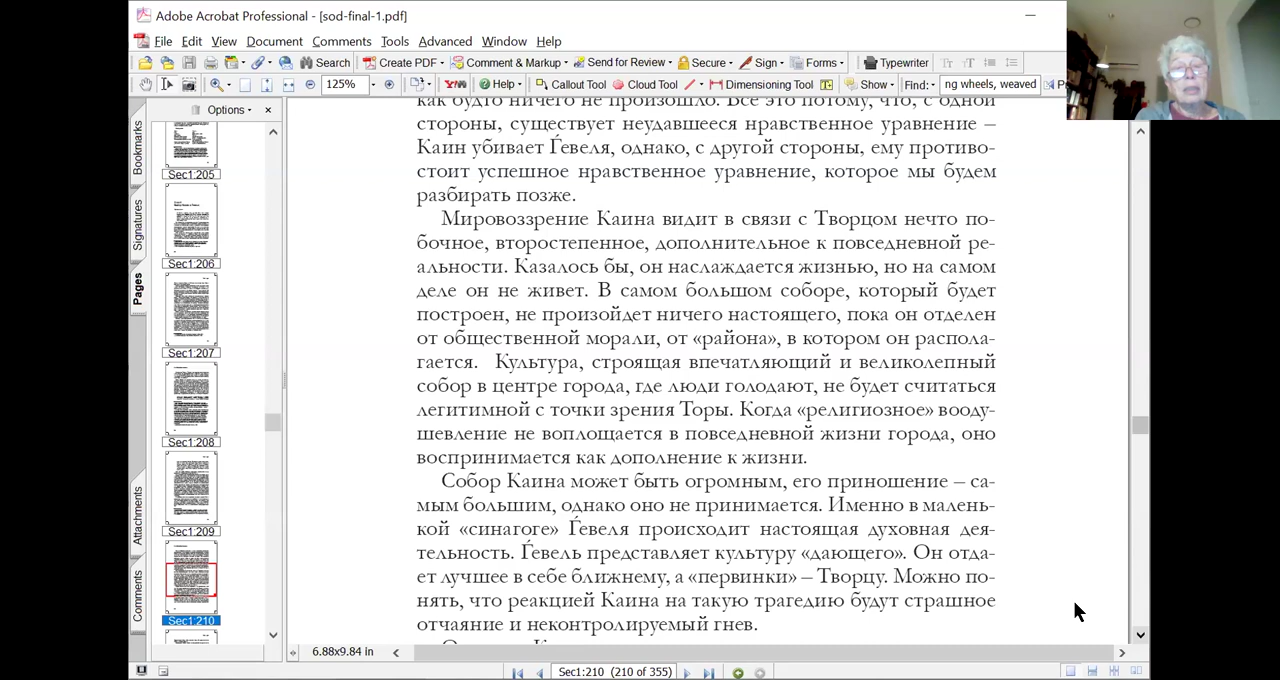 Adobe Acrobat Professional - [sod-final-1.pdf]
File Edit View Document Comments Tools Advanced Window Help
Search Create PDF Comment & Markup Send for Review Secure Sign Forms Typewriter
125% Help Callout Tool Cloud Tool Dimensioning Tool Show Find: ng wheels, weaved
Options
Bookmarks
Signatures
Pages
Attachments
Comments
Sec1:205
Sec1:206
Sec1:207
Sec1:208
Sec1:209
Sec1:210
как будто ничего не произошло. Все это потому, что, с одной
стороны, существует неудавшееся нравственное уравнение –
Каин убивает Ѓевеля, однако, с другой стороны, ему противо-
стоит успешное нравственное уравнение, которое мы будем
разбирать позже.
Мировоззрение Каина видит в связи с Творцом нечто по-
бочное, второстепенное, дополнительное к повседневной ре-
альности. Казалось бы, он наслаждается жизнью, но на самом
деле он не живет. В самом большом соборе, который будет
построен, не произойдет ничего настоящего, пока он отделен
от общественной морали, от «района», в котором он распола-
гается. Культура, строящая впечатляющий и великолепный
собор в центре города, где люди голодают, не будет считаться
легитимной с точки зрения Торы. Когда «религиозное» вооду-
шевление не воплощается в повседневной жизни города, оно
воспринимается как дополнение к жизни.
Собор Каина может быть огромным, его приношение – са-
мым большим, однако оно не принимается. Именно в малень-
кой «синагоге» Ѓевеля происходит настоящая духовная дея-
тельность. Ѓевель представляет культуру «дающего». Он отда-
ет лучшее в себе ближнему, а «первинки» – Творцу. Можно по-
нять, что реакцией Каина на такую трагедию будут страшное
отчаяние и неконтролируемый гнев.
6.88x9.84 in
Sec1:210 (210 of 355)